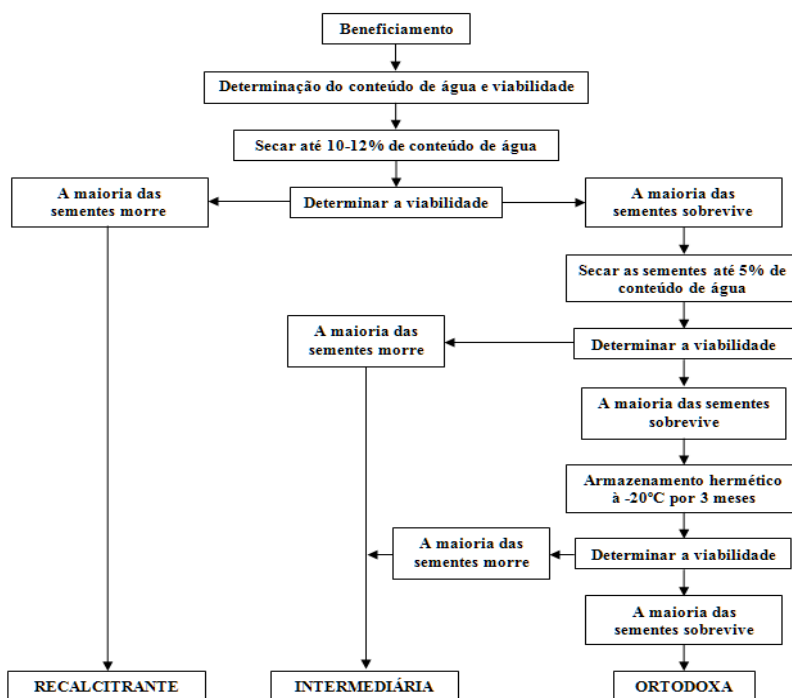 Beneficiamento
Determinação do conteúdo de água e viabilidade
Secar até 10-12% de conteúdo de água
A maioria das
sementes morre
Determinar a viabilidade
A maioria das
sementes sobrevive
Secar as sementes até 5% de
conteúdo de água
A maioria das
sementes morre
Determinar a viabilidade
A maioria das sementes
sobrevive
Armazenamento hermético
à -20°C por 3 meses
A maioria das
sementes morre
Determinar a viabilidade
A maioria das
sementes sobrevive
RECALCITRANTE
INTERMEDIÁRIA
ORTODOXA